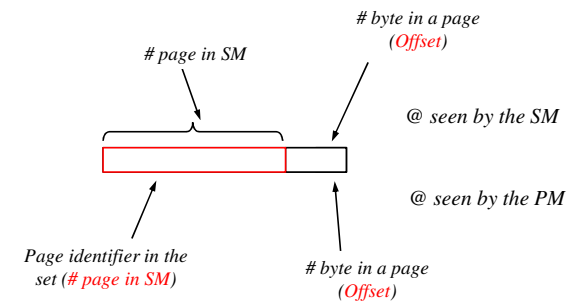 # byte in a page
(Offset)
# page in SM
@ seen by the SM
@ seen by the PM
Page identifier in the
set (# page in SM)
# byte in a page
(Offset)